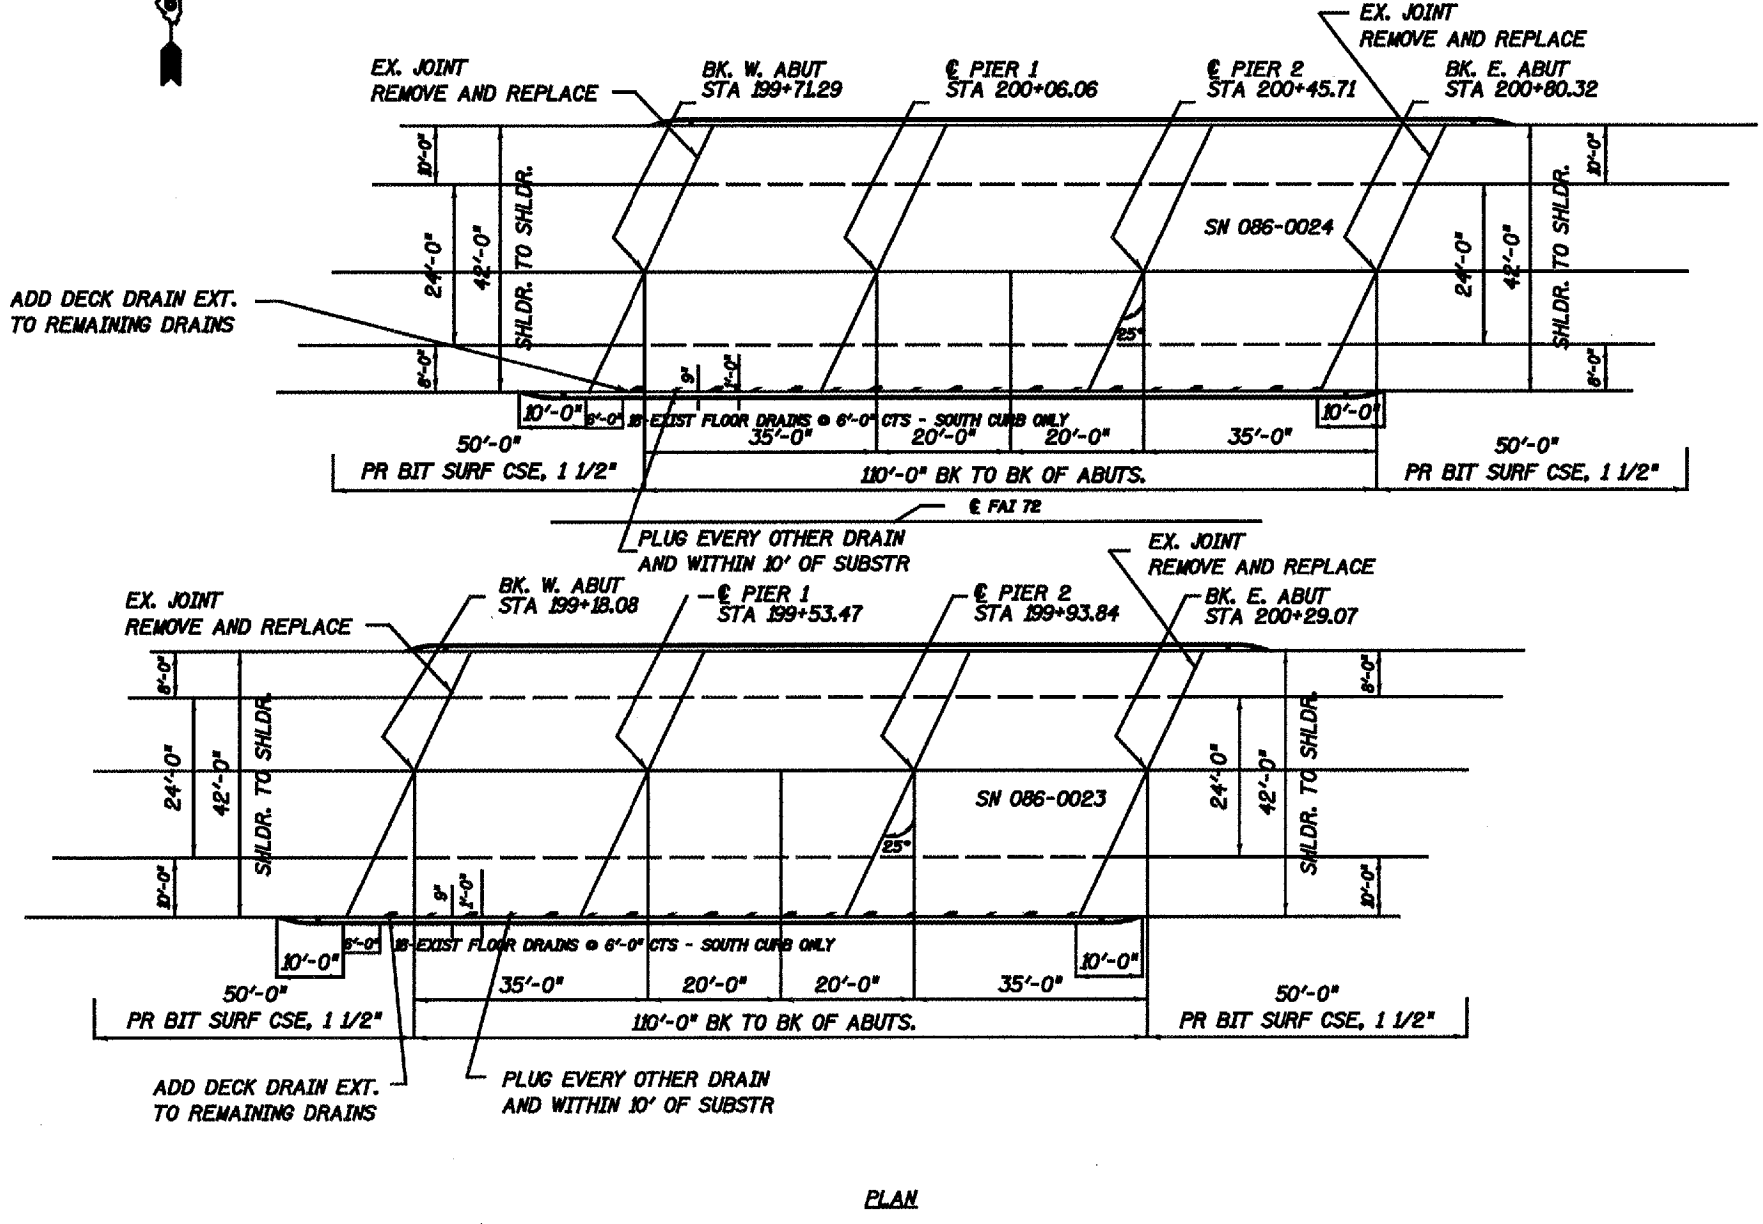 EX. JOINT
REMOVE AND REPLACE
BK. W. ABUT
STA 199+71.29
℄ PIER 1
STA 200+06.06
℄ PIER 2
STA 200+45.71
EX. JOINT
REMOVE AND REPLACE
BK. E. ABUT
STA 200+80.32
10'-0"
24'-0"
42'-0"
SHLDR. TO SHLDR.
8'-0"
SN 086-0024
10'-0"
24'-0"
42'-0"
SHLDR. TO SHLDR.
8'-0"
ADD DECK DRAIN EXT.
TO REMAINING DRAINS
25°
9"
1'-0"
10'-0"
6'-0"
18-EXIST FLOOR DRAINS @ 6'-0" CTS - SOUTH CURB ONLY
10'-0"
35'-0"
20'-0"
20'-0"
35'-0"
50'-0"
PR BIT SURF CSE, 1 1/2"
110'-0" BK TO BK OF ABUTS.
50'-0"
PR BIT SURF CSE, 1 1/2"
℄ FAI 72
PLUG EVERY OTHER DRAIN
AND WITHIN 10' OF SUBSTR
EX. JOINT
REMOVE AND REPLACE
BK. W. ABUT
STA 199+18.08
℄ PIER 1
STA 199+53.47
℄ PIER 2
STA 199+93.84
EX. JOINT
REMOVE AND REPLACE
BK. E. ABUT
STA 200+29.07
8'-0"
24'-0"
42'-0"
SHLDR. TO SHLDR.
10'-0"
SN 086-0023
8'-0"
24'-0"
42'-0"
SHLDR. TO SHLDR.
10'-0"
25°
9"
1'-0"
10'-0"
6'-0"
18-EXIST FLOOR DRAINS @ 6'-0" CTS - SOUTH CURB ONLY
10'-0"
35'-0"
20'-0"
20'-0"
35'-0"
50'-0"
PR BIT SURF CSE, 1 1/2"
110'-0" BK TO BK OF ABUTS.
50'-0"
PR BIT SURF CSE, 1 1/2"
ADD DECK DRAIN EXT.
TO REMAINING DRAINS
PLUG EVERY OTHER DRAIN
AND WITHIN 10' OF SUBSTR
PLAN